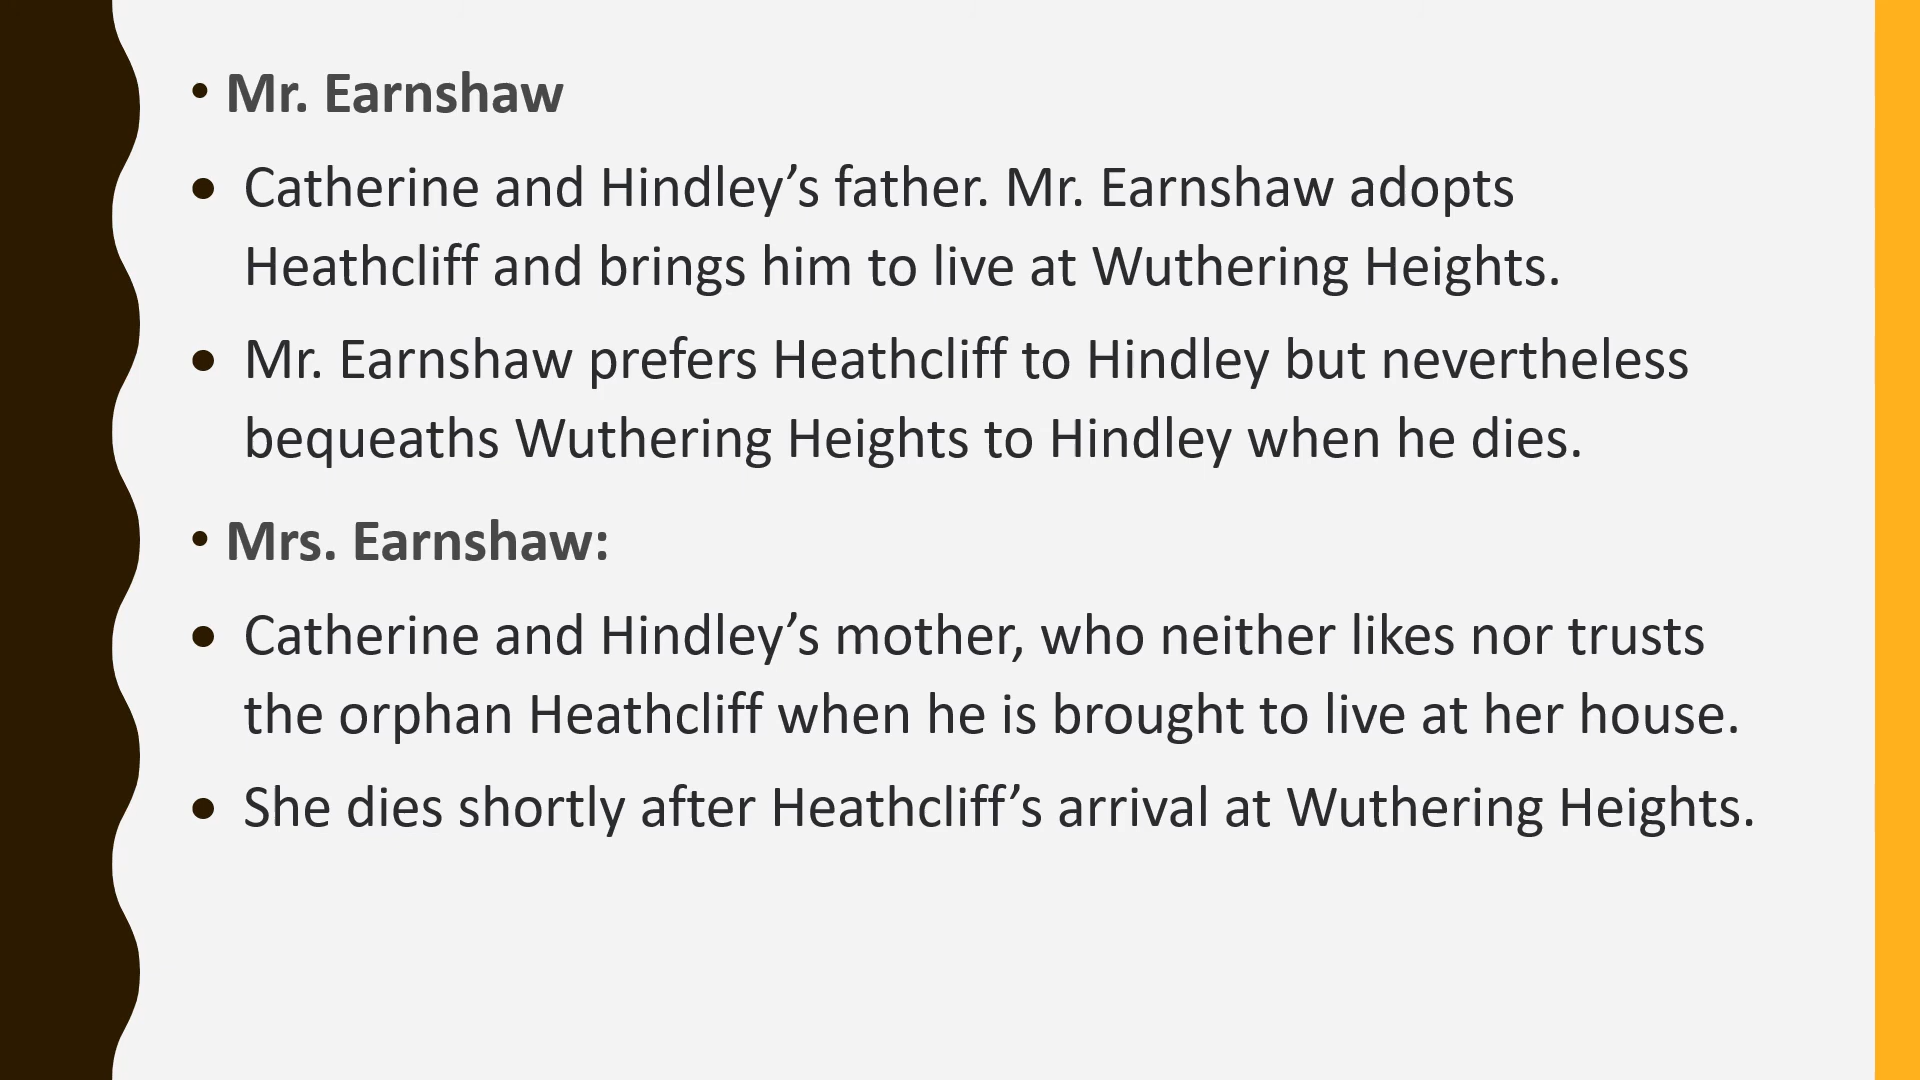 • Mr. Earnshaw
• Catherine and Hindley’s father. Mr. Earnshaw adopts
Heathcliff and brings him to live at Wuthering Heights.
• Mr. Earnshaw prefers Heathcliff to Hindley but nevertheless
bequeaths Wuthering Heights to Hindley when he dies.
• Mrs. Earnshaw:
• Catherine and Hindley’s mother, who neither likes nor trusts
the orphan Heathcliff when he is brought to live at her house.
• She dies shortly after Heathcliff’s arrival at Wuthering Heights.